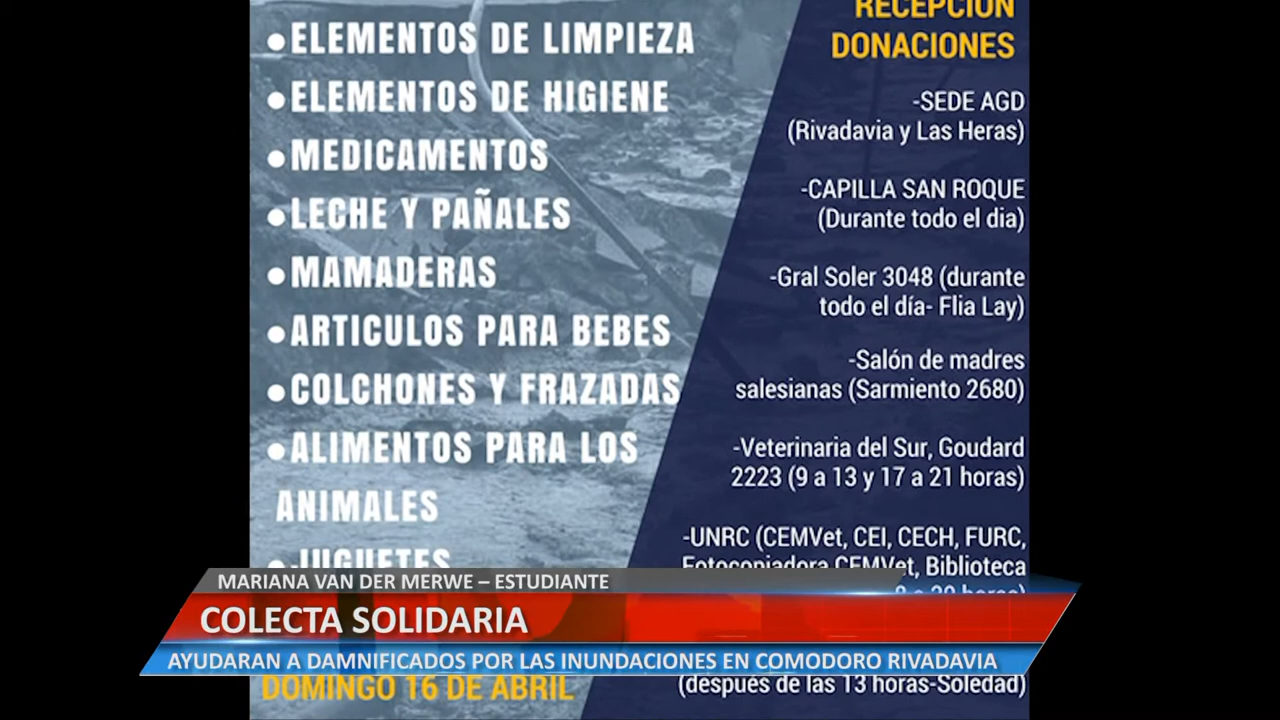 ●ELEMENTOS DE LIMPIEZA
●ELEMENTOS DE HIGIENE
●MEDICAMENTOS
●LECHE Y PAÑALES
●MAMADERAS
●ARTICULOS PARA BEBES
●COLCHONES Y FRAZADAS
●ALIMENTOS PARA LOS
ANIMALES
●JUGUETES
DOMINGO 16 DE ABRIL
RECEPCION
DONACIONES
-SEDE AGD
(Rivadavia y Las Heras)
-CAPILLA SAN ROQUE
(Durante todo el dia)
-Gral Soler 3048 (durante
todo el día- Flia Lay)
-Salón de madres
salesianas (Sarmiento 2680)
-Veterinaria del Sur, Goudard
2223 (9 a 13 y 17 a 21 horas)
-UNRC (CEMVet, CEI, CECH, FURC,
Fotocopiadora CEMVet, Biblioteca
(después de las 13 horas-Soledad)
MARIANA VAN DER MERWE – ESTUDIANTE
COLECTA SOLIDARIA
AYUDARAN A DAMNIFICADOS POR LAS INUNDACIONES EN COMODORO RIVADAVIA